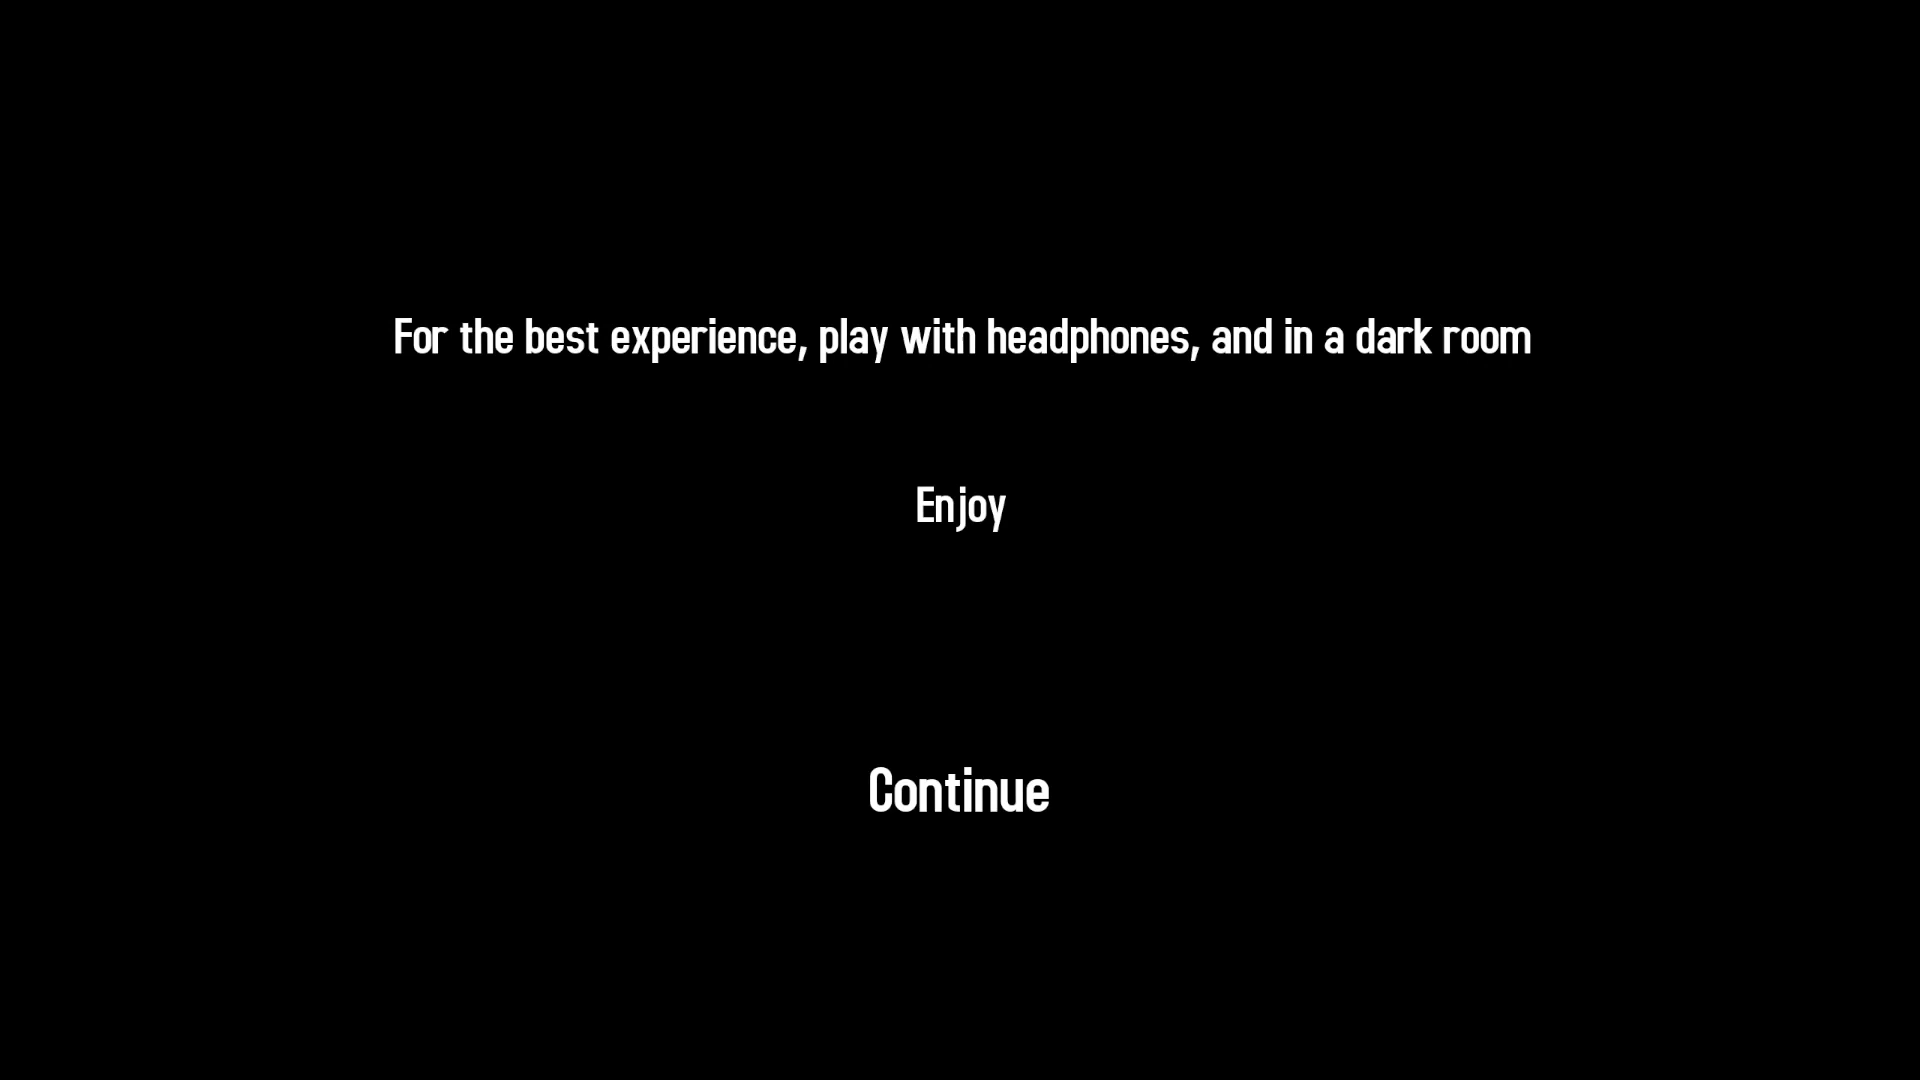 For the best experience, play with headphones, and in a dark room
Enjoy
Continue